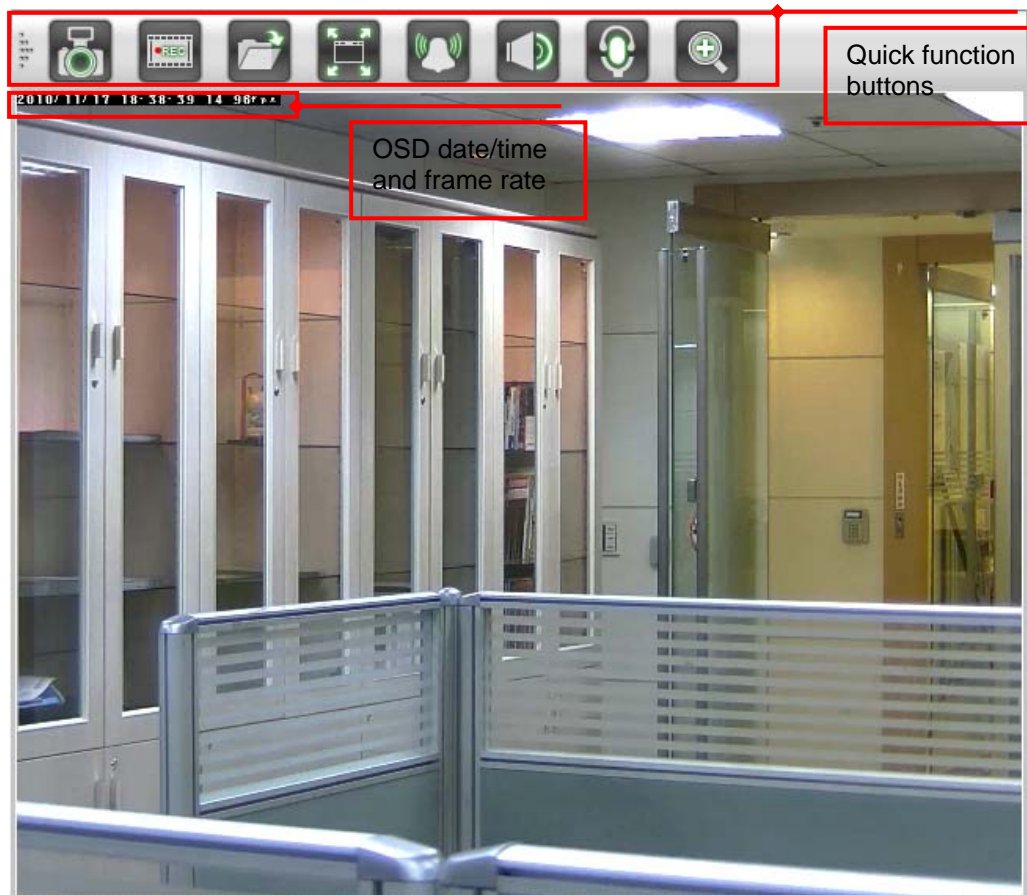 REC
Quick function
buttons
2010/11/17 18:38:39 14.96fps
OSD date/time
and frame rate